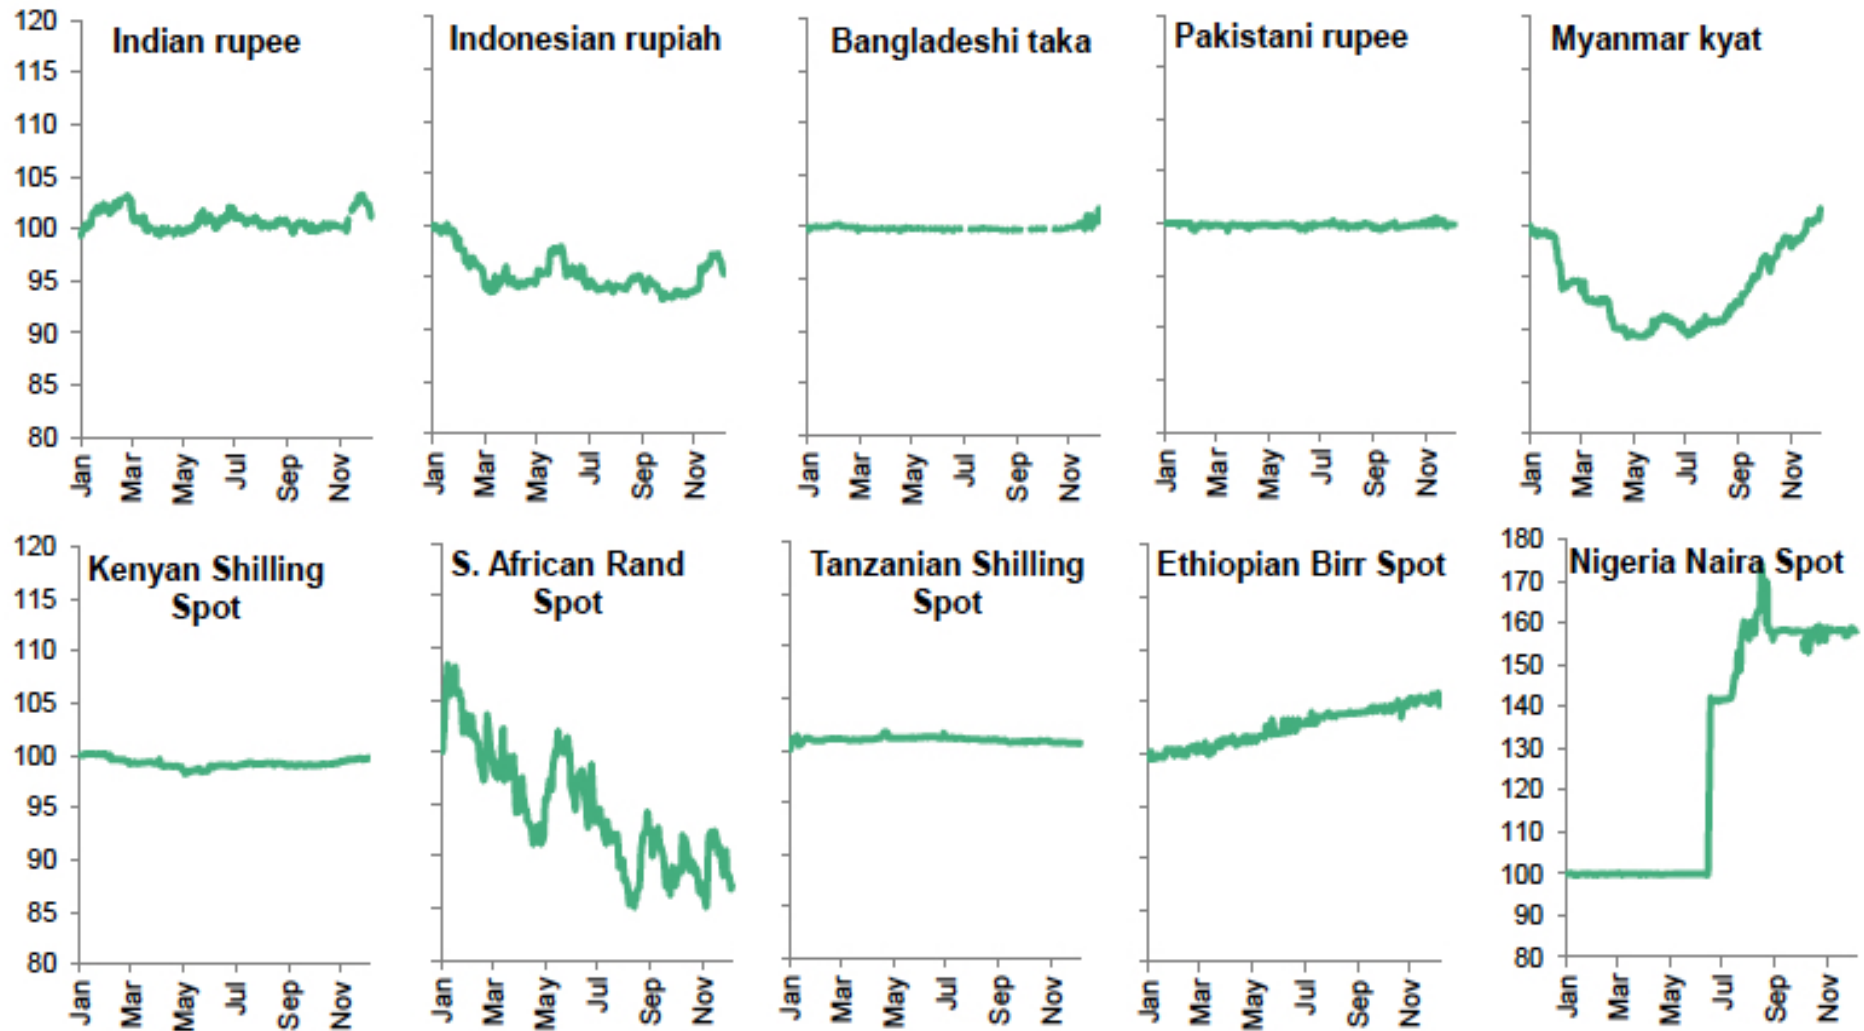 Indian rupee
Indonesian rupiah
Bangladeshi taka
Pakistani rupee
Myanmar kyat
120
115
110
105
100
95
90
85
80
Jan
Mar
May
Jul
Sep
Nov
Jan
Mar
May
Jul
Sep
Nov
Jan
Mar
May
Jul
Sep
Nov
Jan
Mar
May
Jul
Sep
Nov
Jan
Mar
May
Jul
Sep
Nov
Kenyan Shilling
Spot
S. African Rand
Spot
Tanzanian Shilling
Spot
Ethiopian Birr Spot
Nigeria Naira Spot
120
115
110
105
100
95
90
85
80
180
170
160
150
140
130
120
110
100
90
80
Jan
Mar
May
Jul
Sep
Nov
Jan
Mar
May
Jul
Sep
Nov
Jan
Mar
May
Jul
Sep
Nov
Jan
Mar
May
Jul
Sep
Nov
Jan
Mar
May
Jul
Sep
Nov